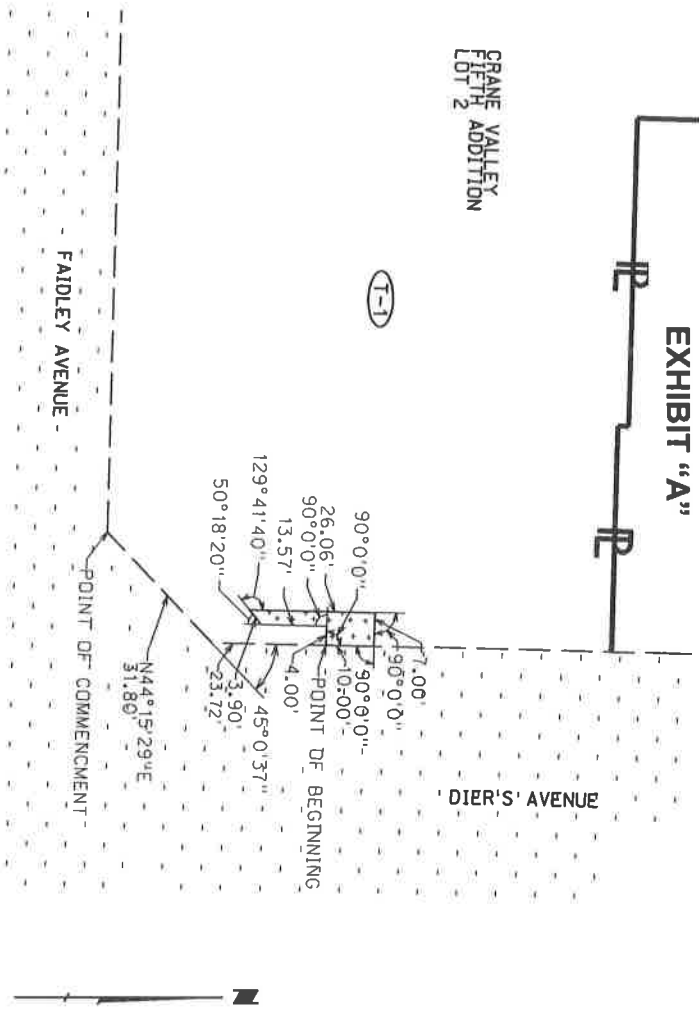 EXHIBIT "A"
CRANE VALLEY
FIFTH ADDITION
LOT 2
PL
PL
T-1
FAIDLEY AVENUE
DIER'S AVENUE
7.00'
90°0'0"
90°0'0"
90°0'0"
10.00'
POINT OF BEGINNING
4.00'
26.06'
90°0'0"
13.57'
129°41'40"
50°18'20"
45°0'37"
3.90'
23.72'
N44°15'29"E
31.80'
POINT OF COMMENCMENT
N